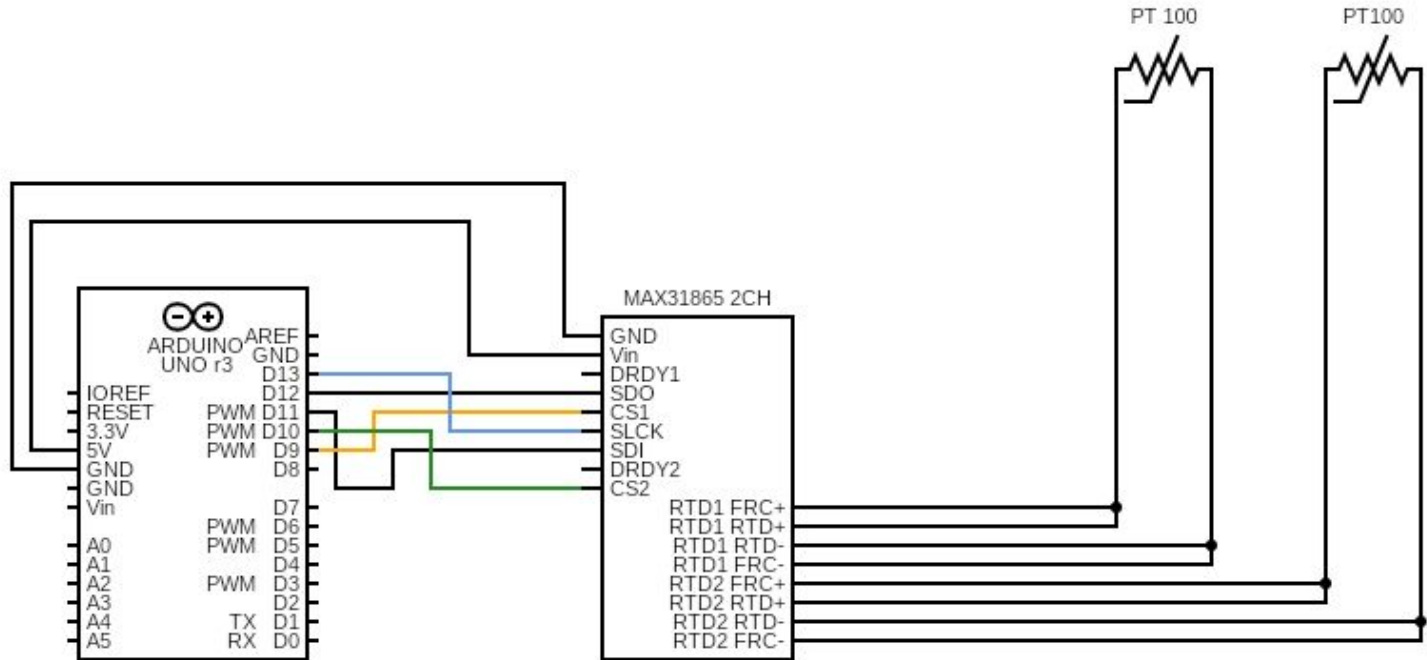 PT 100
PT100
MAX31865 2CH
ARDUINO
UNO r3
AREF
GND
D13
D12
PWM D11
PWM D10
PWM D9
D8
D7
PWM D6
PWM D5
D4
PWM D3
D2
TX D1
RX D0
IOREF
RESET
3.3V
5V
GND
GND
Vin
A0
A1
A2
A3
A4
A5
GND
Vin
DRDY1
SDO
CS1
SLCK
SDI
DRDY2
CS2
RTD1 FRC+
RTD1 RTD+
RTD1 RTD-
RTD1 FRC-
RTD2 FRC+
RTD2 RTD+
RTD2 RTD-
RTD2 FRC-